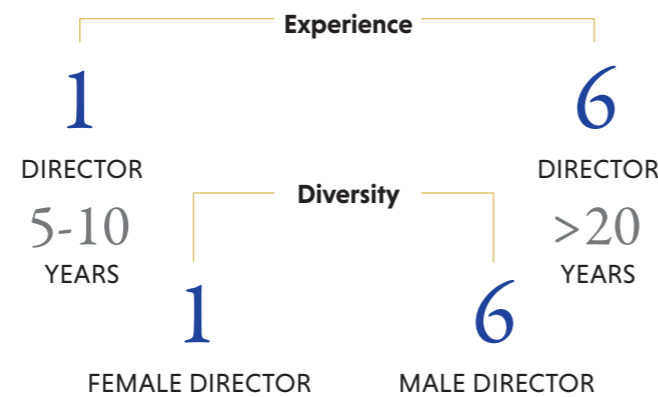 Experience
1
6
DIRECTOR
DIRECTOR
5-10
>20
YEARS
YEARS
Diversity
1
6
FEMALE DIRECTOR
MALE DIRECTOR